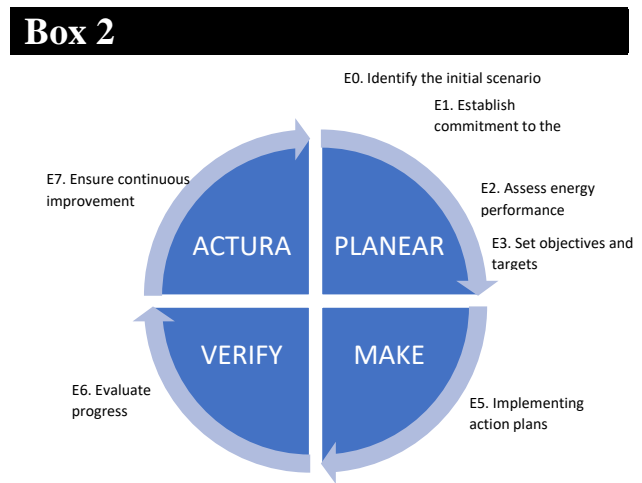 Box 2
E0. Identify the initial scenario
E1. Establish
commitment to the
E7. Ensure continuous
improvement
E2. Assess energy
performance
ACTURA
PLANEAR
E3. Set objectives and
targets
VERIFY
MAKE
E6. Evaluate
progress
E5. Implementing
action plans